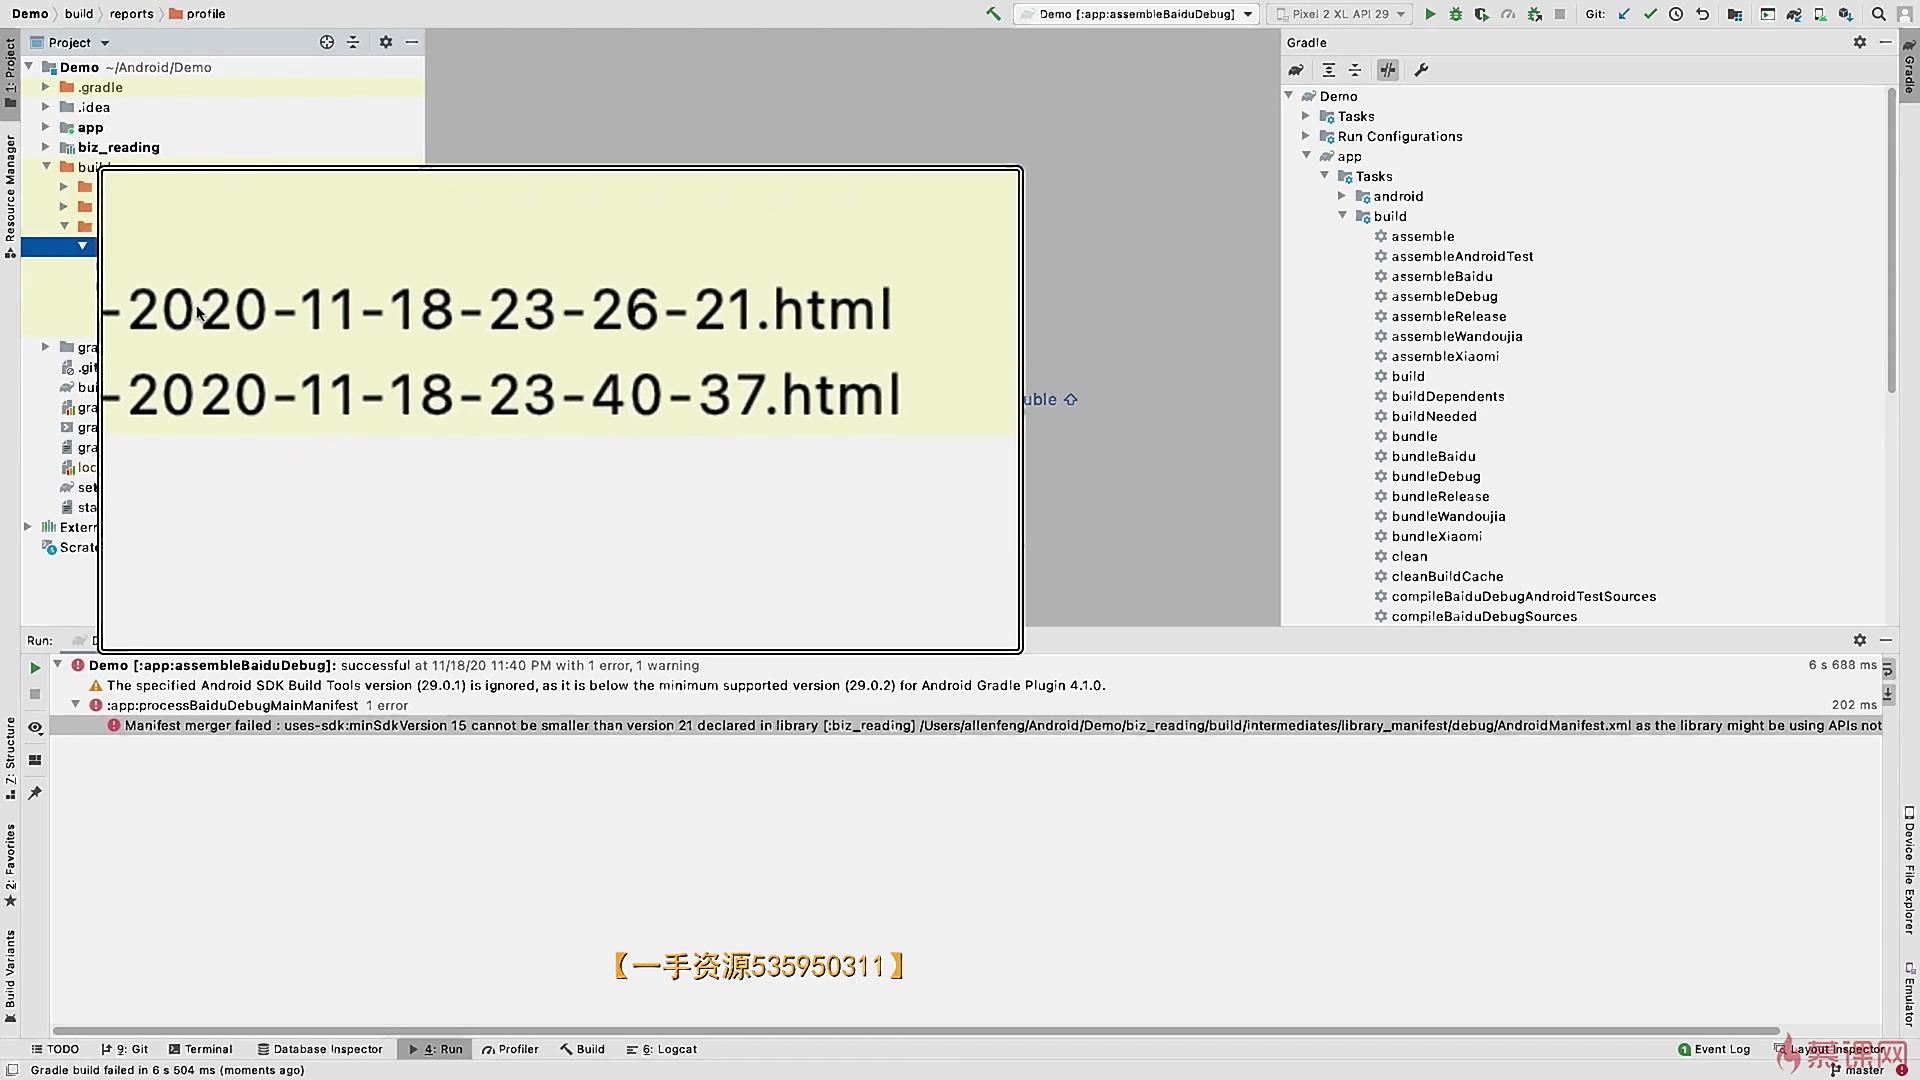 Demo build reports profile
Demo [:app:assembleBaiduDebug]
Pixel 2 XL API 29
Git:
1: Project
Resource Manager
Z: Structure
2: Favorites
Build Variants
Project
Demo ~/Android/Demo
.gradle
.idea
app
biz_reading
-2020-11-18-23-26-21.html
-2020-11-18-23-40-37.html
gra
bui
gra
gra
gra
loc
set
sta
Gradle
Demo
Tasks
Run Configurations
app
Tasks
android
build
assemble
assembleAndroidTest
assembleBaidu
assembleDebug
assembleRelease
assembleWandoujia
assembleXiaomi
build
buildDependents
buildNeeded
bundle
bundleBaidu
bundleDebug
bundleRelease
bundleWandoujia
bundleXiaomi
clean
cleanBuildCache
compileBaiduDebugAndroidTestSources
compileBaiduDebugSources
Gradle
Device File Explorer
Emulator
Run:
Demo [:app:assembleBaiduDebug]: successful at 11/18/20 11:40 PM with 1 error, 1 warning 6 s 688 ms
The specified Android SDK Build Tools version (29.0.1) is ignored, as it is below the minimum supported version (29.0.2) for Android Gradle Plugin 4.1.0.
:app:processBaiduDebugMainManifest 1 error 202 ms
Manifest merger failed : uses-sdk:minSdkVersion 15 cannot be smaller than version 21 declared in library [:biz_reading] /Users/allenfeng/Android/Demo/biz_reading/build/intermediates/library_manifest/debug/AndroidManifest.xml as the library might be using APIs not
【一手资源535950311】
TODO 9: Git Terminal Database Inspector 4: Run Profiler Build 6: Logcat 1 Event Log Layout Inspector
慕课网
Gradle build failed in 6 s 504 ms (moments ago) master